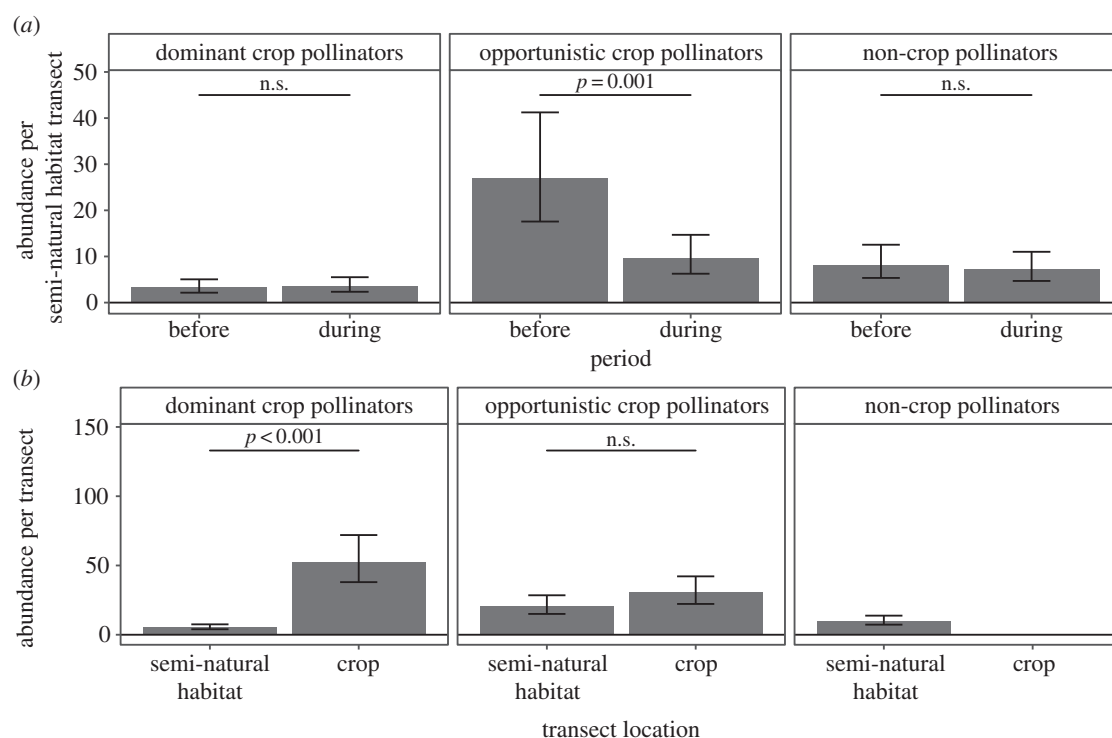 (a)
dominant crop pollinators opportunistic crop pollinators non-crop pollinators
50 n.s. p = 0.001 n.s.
40
30
20
10
0
abundance per
semi-natural habitat transect
before during before during before during
period
(b)
dominant crop pollinators opportunistic crop pollinators non-crop pollinators
150 p < 0.001 n.s.
100
50
0
abundance per transect
semi-natural crop semi-natural crop semi-natural crop
habitat habitat habitat
transect location